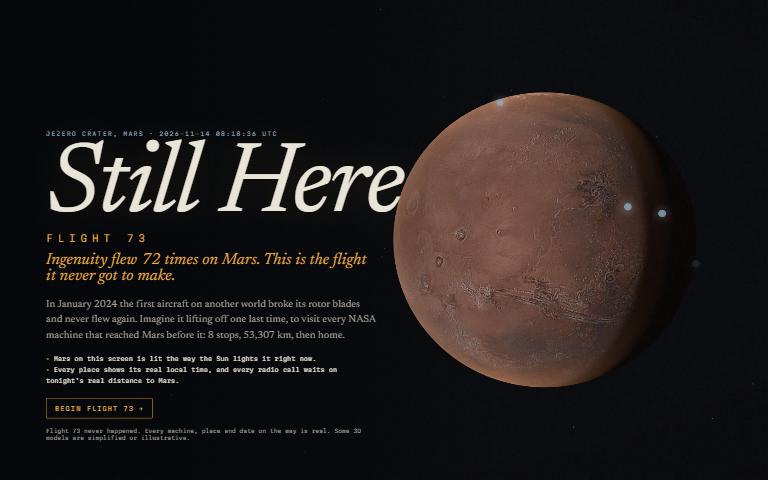 JEZERO CRATER, MARS · 2026-11-14 08:18:36 UTC
Still Here
FLIGHT 73
Ingenuity flew 72 times on Mars. This is the flight
it never got to make.
In January 2024 the first aircraft on another world broke its rotor blades
and never flew again. Imagine it lifting off one last time, to visit every NASA
machine that reached Mars before it: 8 stops, 53,307 km, then home.
- Mars on this screen is lit the way the Sun lights it right now.
- Every place shows its real local time, and every radio call waits on
tonight's real distance to Mars.
BEGIN FLIGHT 73 →
Flight 73 never happened. Every machine, place and date on the way is real. Some 3D
models are simplified or illustrative.